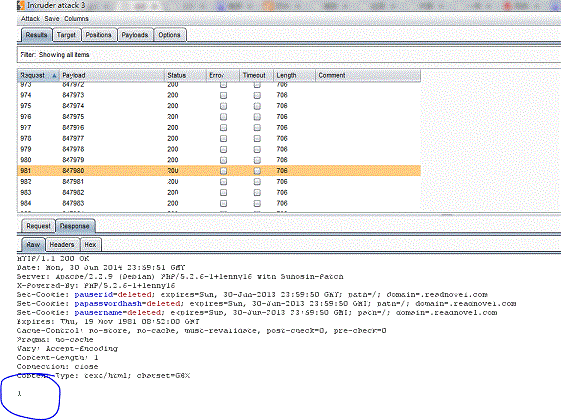 Intruder attack 3
Attack Save Columns
Results Target Positions Payloads Options
Filter: Showing all items
Request Payload Status Error Timeout Length Comment
973 847972 200 706
974 847973 200 706
975 847974 200 706
976 847975 200 706
977 847976 200 706
978 847977 200 706
979 847978 200 706
980 847979 200 706
981 847980 200 706
982 847981 200 706
983 847982 200 706
984 847983 200 706
Request Response
Raw Headers Hex
HTTP/1.1 200 OK
Date: Mon, 30 Jun 2014 23:59:51 GMT
Server: Apache/2.2.9 (Debian) PHP/5.2.6-1+lenny16 with Suhosin-Patch
X-Powered-By: PHP/5.2.6-1+lenny16
Set-Cookie: pauserid=deleted; expires=Sun, 30-Jun-2013 23:59:50 GMT; path=/; domain=.readnovel.com
Set-Cookie: papasswordhash=deleted; expires=Sun, 30-Jun-2013 23:59:50 GMT; path=/; domain=.readnovel.com
Set-Cookie: pausername=deleted; expires=Sun, 30-Jun-2013 23:59:50 GMT; path=/; domain=.readnovel.com
Expires: Thu, 19 Nov 1981 08:52:00 GMT
Cache-Control: no-store, no-cache, must-revalidate, post-check=0, pre-check=0
Pragma: no-cache
Vary: Accept-Encoding
Content-Length: 1
Connection: close
Content-Type: text/html; charset=GBK